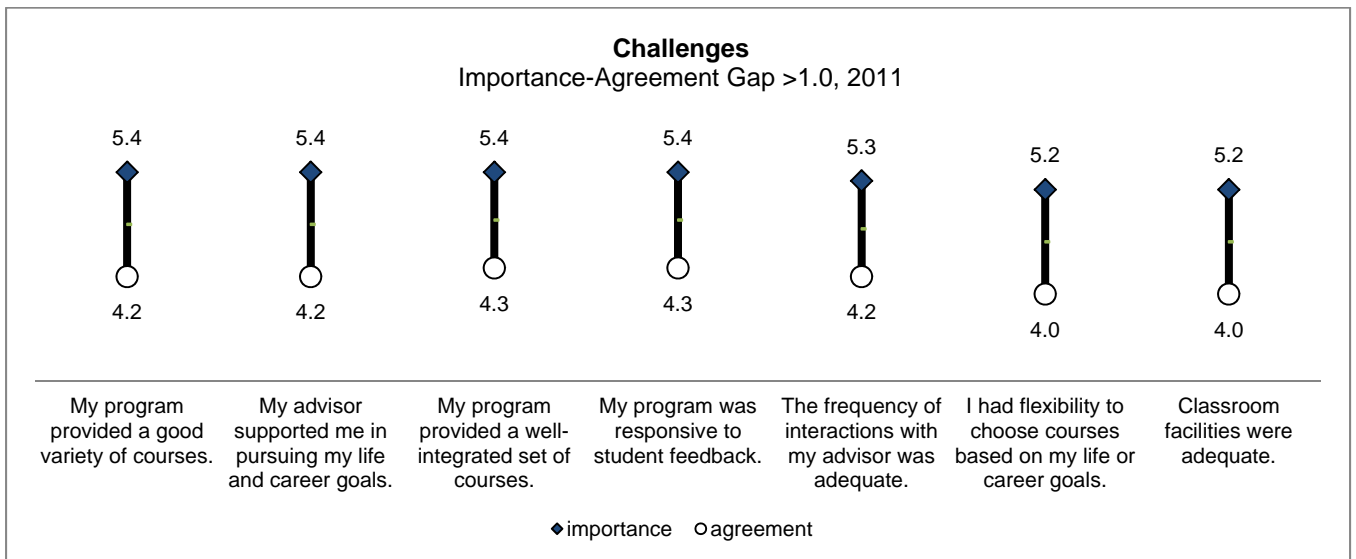 Challenges
Importance-Agreement Gap >1.0, 2011
5.4
5.4
5.4
5.4
5.3
5.2
5.2
4.2
4.2
4.3
4.3
4.2
4.0
4.0
My program
provided a good
variety of courses.
My advisor
supported me in
pursuing my life
and career goals.
My program
provided a well-
integrated set of
courses.
My program was
responsive to
student feedback.
The frequency of
interactions with
my advisor was
adequate.
I had flexibility to
choose courses
based on my life or
career goals.
Classroom
facilities were
adequate.
importance agreement